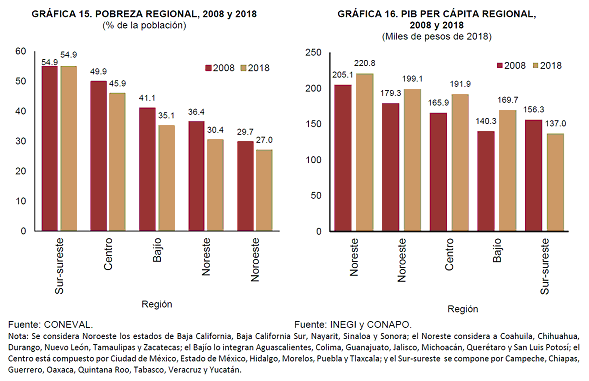 GRÁFICA 15. POBREZA REGIONAL, 2008 y 2018
(% de la población)
60
50
40
30
20
10
0
2008
2018
54.9
54.9
49.9
45.9
41.1
35.1
36.4
30.4
29.7
27.0
Sur-sureste
Centro
Bajío
Noreste
Noroeste
Región
Fuente: CONEVAL.
GRÁFICA 16. PIB PER CÁPITA REGIONAL,
2008 y 2018
(Miles de pesos de 2018)
250
200
150
100
50
0
2008
2018
205.1
220.8
179.3
199.1
165.9
191.9
140.3
169.7
156.3
137.0
Noreste
Noroeste
Centro
Bajío
Sur-sureste
Región
Fuente: INEGI y CONAPO.
Nota: Se considera Noroeste los estados de Baja California, Baja California Sur, Nayarit, Sinaloa y Sonora; el Noreste considera a Coahuila, Chihuahua,
Durango, Nuevo León, Tamaulipas y Zacatecas; el Bajío lo integran Aguascalientes, Colima, Guanajuato, Jalisco, Michoacán, Querétaro y San Luis Potosí; el
Centro está compuesto por Ciudad de México, Estado de México, Hidalgo, Morelos, Puebla y Tlaxcala; y el Sur-sureste se compone por Campeche, Chiapas,
Guerrero, Oaxaca, Quintana Roo, Tabasco, Veracruz y Yucatán.